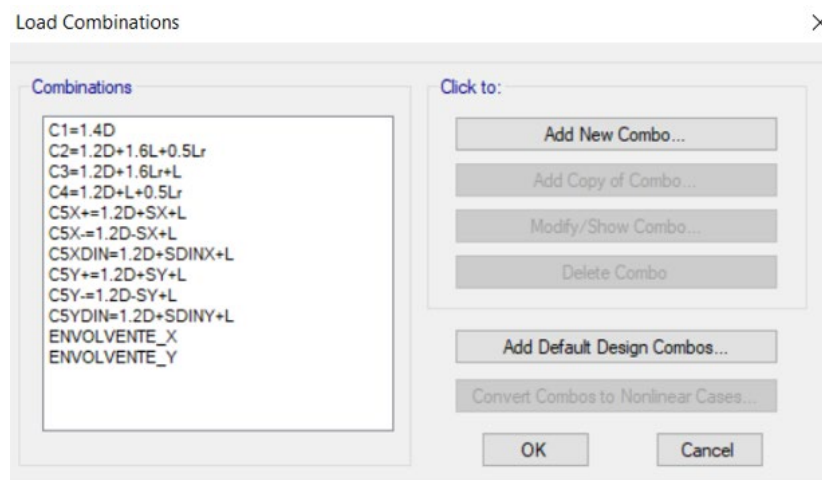 Load Combinations
Combinations
C1=1.4D
C2=1.2D+1.6L+0.5Lr
C3=1.2D+1.6Lr+L
C4=1.2D+L+0.5Lr
C5X+=1.2D+SX+L
C5X-=1.2D-SX+L
C5XDIN=1.2D+SDINX+L
C5Y+=1.2D+SY+L
C5Y-=1.2D-SY+L
C5YDIN=1.2D+SDINY+L
ENVOLVENTE_X
ENVOLVENTE_Y
Click to:
Add New Combo...
Add Copy of Combo...
Modify/Show Combo...
Delete Combo
Add Default Design Combos...
Convert Combos to Nonlinear Cases...
OK
Cancel